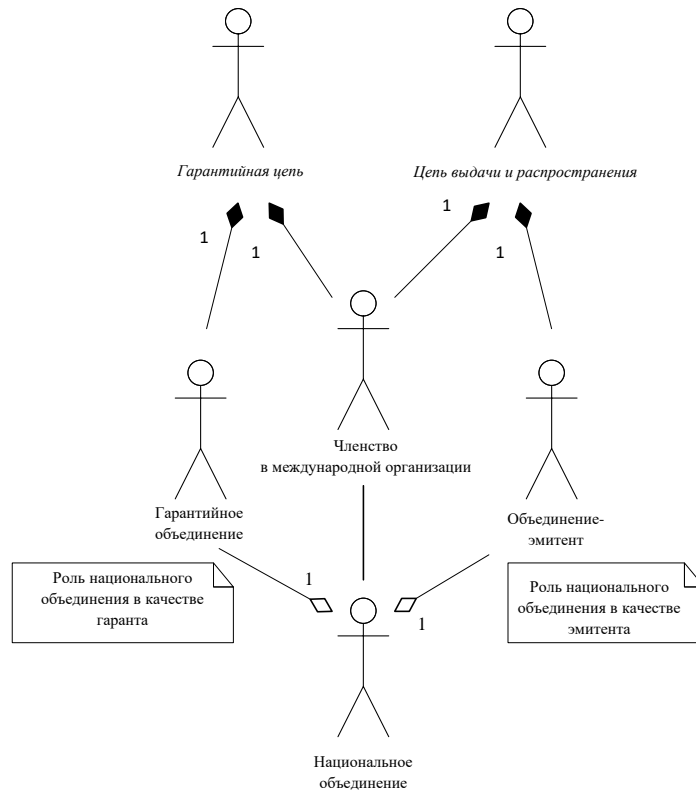 Гарантийная цепь
Цепь выдачи и распространения
1
1
1
1
Членство
в международной организации
Гарантийное
объединение
Объединение-
эмитент
Роль национального
объединения в качестве
гаранта
1
1
Роль национального
объединения в качестве
эмитента
Национальное
объединение